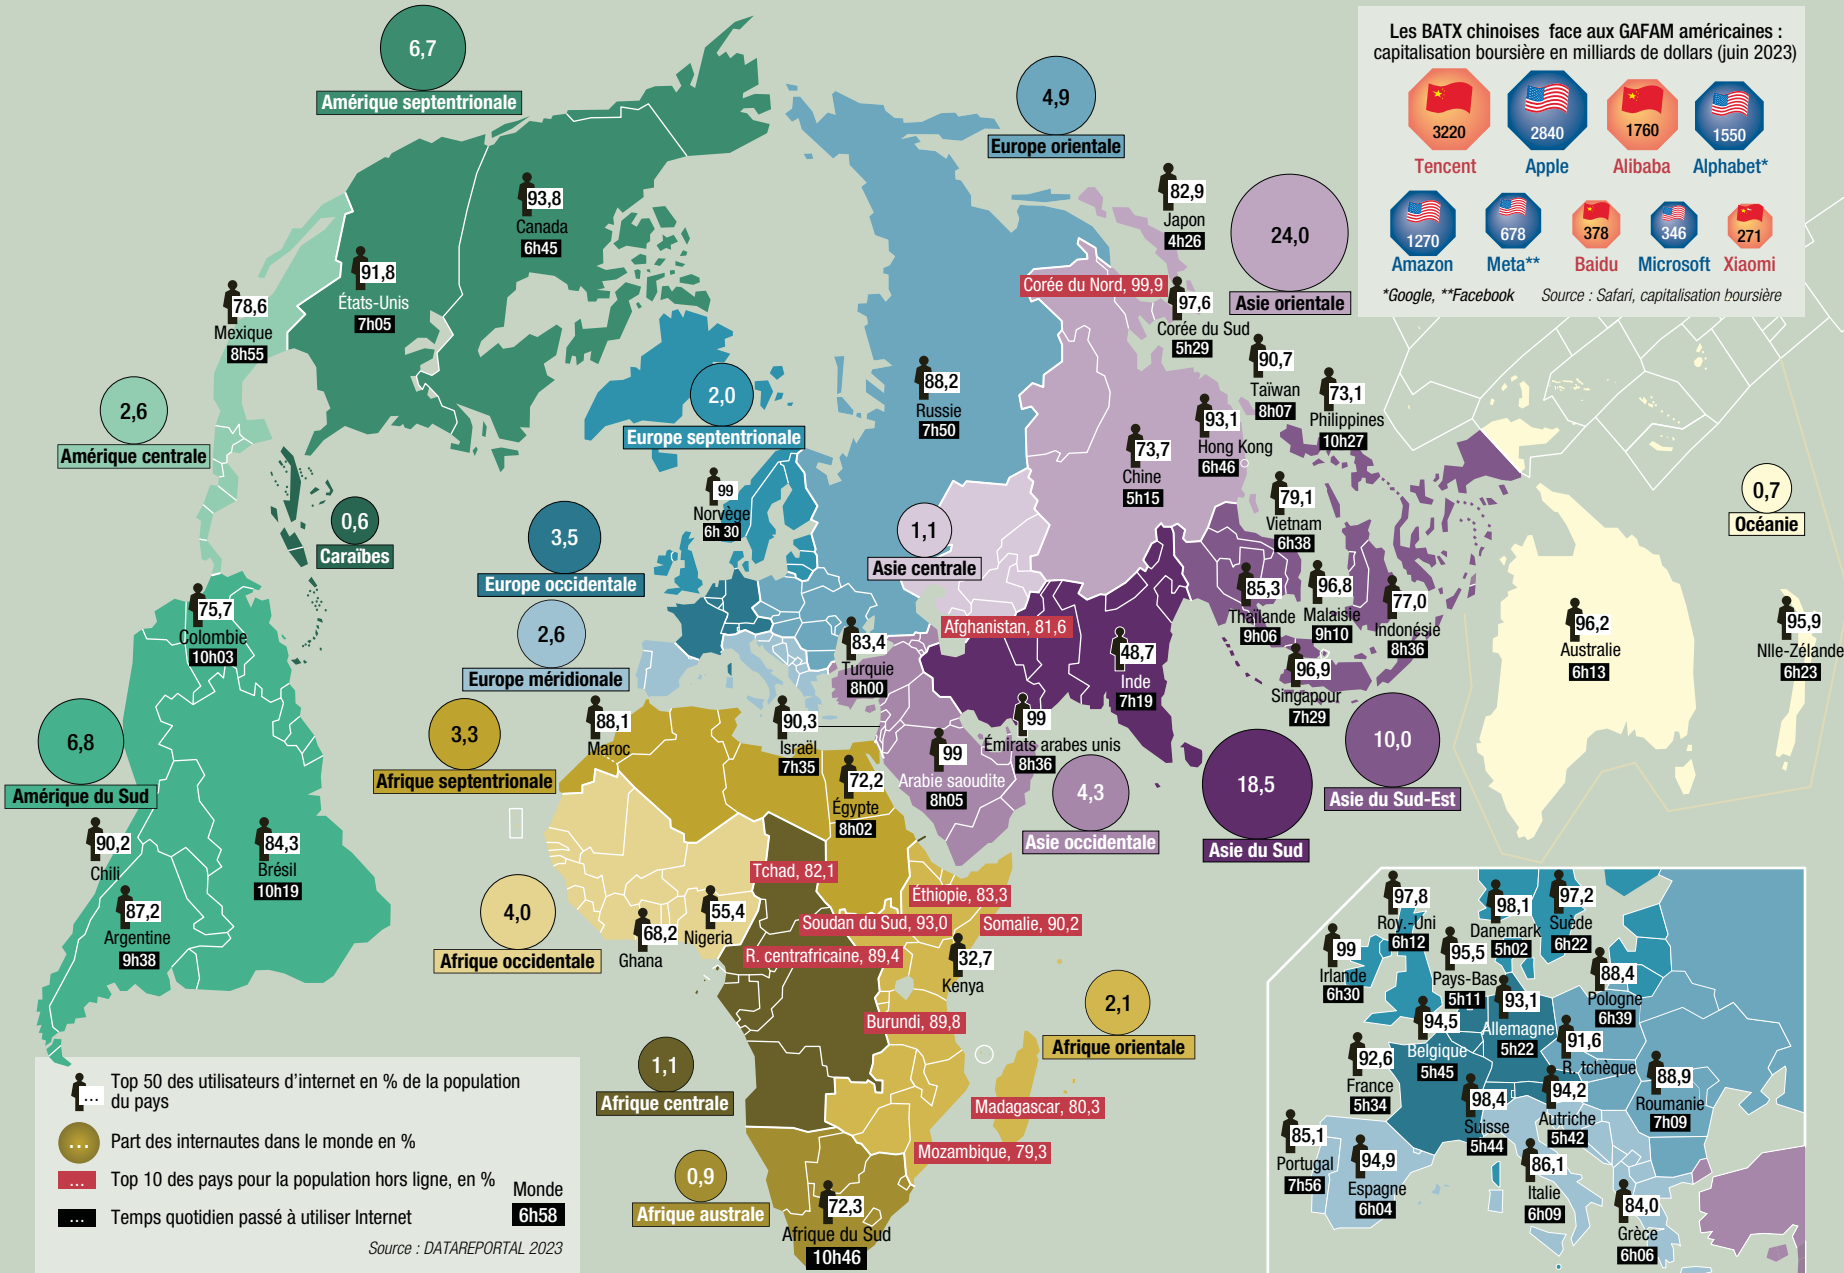 Les BATX chinoises face aux GAFAM américaines :
capitalisation boursière en milliards de dollars (juin 2023)
3220
Tencent
2840
Apple
1760
Alibaba
1550
Alphabet*
1270
Amazon
678
Meta**
378
Baidu
346
Microsoft
271
Xiaomi
*Google, **Facebook
Source : Safari, capitalisation boursière
6,7
Amérique septentrionale
4,9
Europe orientale
24,0
Asie orientale
93,8
Canada
6h45
91,8
États-Unis
7h05
78,6
Mexique
8h55
82,9
Japon
4h26
Corée du Nord, 99,9
97,6
Corée du Sud
5h29
90,7
Taïwan
8h07
73,1
Philippines
10h27
88,2
Russie
7h50
93,1
Hong Kong
6h46
73,7
Chine
5h15
2,6
Amérique centrale
2,0
Europe septentrionale
0,6
Caraïbes
99
Norvège
6h 30
3,5
Europe occidentale
1,1
Asie centrale
79,1
Vietnam
6h38
0,7
Océanie
75,7
Colombie
10h03
2,6
Europe méridionale
83,4
Turquie
8h00
Afghanistan, 81,6
48,7
Inde
7h19
85,3
Thaïlande
9h06
96,8
Malaisie
9h10
77,0
Indonésie
8h36
96,9
Singapour
7h29
96,2
Australie
6h13
95,9
Nlle-Zélande
6h23
6,8
Amérique du Sud
3,3
Afrique septentrionale
88,1
Maroc
90,3
Israël
7h35
72,2
Égypte
8h02
99
Arabie saoudite
8h05
99
Émirats arabes unis
8h36
4,3
Asie occidentale
18,5
Asie du Sud
10,0
Asie du Sud-Est
90,2
Chili
84,3
Brésil
10h19
87,2
Argentine
9h38
4,0
Afrique occidentale
68,2
Ghana
55,4
Nigeria
Tchad, 82,1
Éthiopie, 83,3
Soudan du Sud, 93,0
Somalie, 90,2
R. centrafricaine, 89,4
32,7
Kenya
Burundi, 89,8
2,1
Afrique orientale
1,1
Afrique centrale
Madagascar, 80,3
Mozambique, 79,3
0,9
Afrique australe
72,3
Afrique du Sud
10h46
97,8
Roy.-Uni
6h12
98,1
Danemark
5h02
97,2
Suède
6h22
99
Irlande
6h30
95,5
Pays-Bas
5h11
88,4
Pologne
6h39
93,1
Allemagne
5h22
94,5
Belgique
5h45
91,6
R. tchèque
92,6
France
5h34
98,4
Suisse
5h44
94,2
Autriche
5h42
88,9
Roumanie
7h09
85,1
Portugal
7h56
94,9
Espagne
6h04
86,1
Italie
6h09
84,0
Grèce
6h06
... Top 50 des utilisateurs d’internet en % de la population
du pays
... Part des internautes dans le monde en %
... Top 10 des pays pour la population hors ligne, en %
... Temps quotidien passé à utiliser Internet
Monde
6h58
Source : DATAREPORTAL 2023